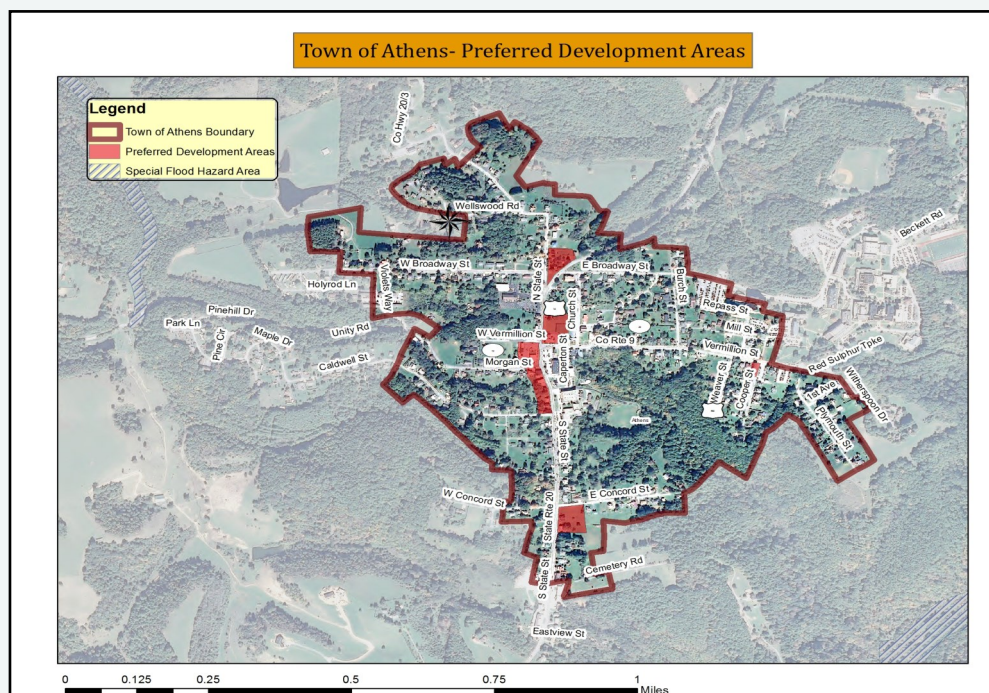 Town of Athens- Preferred Development Areas
Legend
Town of Athens Boundary
Preferred Development Areas
Special Flood Hazard Area
Co Hwy 20/3
Wellswood Rd
Beckett Rd
W Broadway St
N State St
E Broadway St
Holyrod Ln
Violets Way
Church St
Burch St
Repass St
Pinehill Dr
Park Ln
Pine Cir
Maple Dr
Unity Rd
Mill St
W Vermillion St
Co Rte 9
Vermillion St
Caldwell St
Morgan St
Caperton St
Red Sulphur Tpke
Weaver St
Cooper St
1st Ave
Witherspoon Dr
Plymouth St
Athens
S State St
W Concord St
E Concord St
S State St
State Rte 20
Cemetery Rd
Eastview St
0
0.125
0.25
0.5
0.75
1
Miles